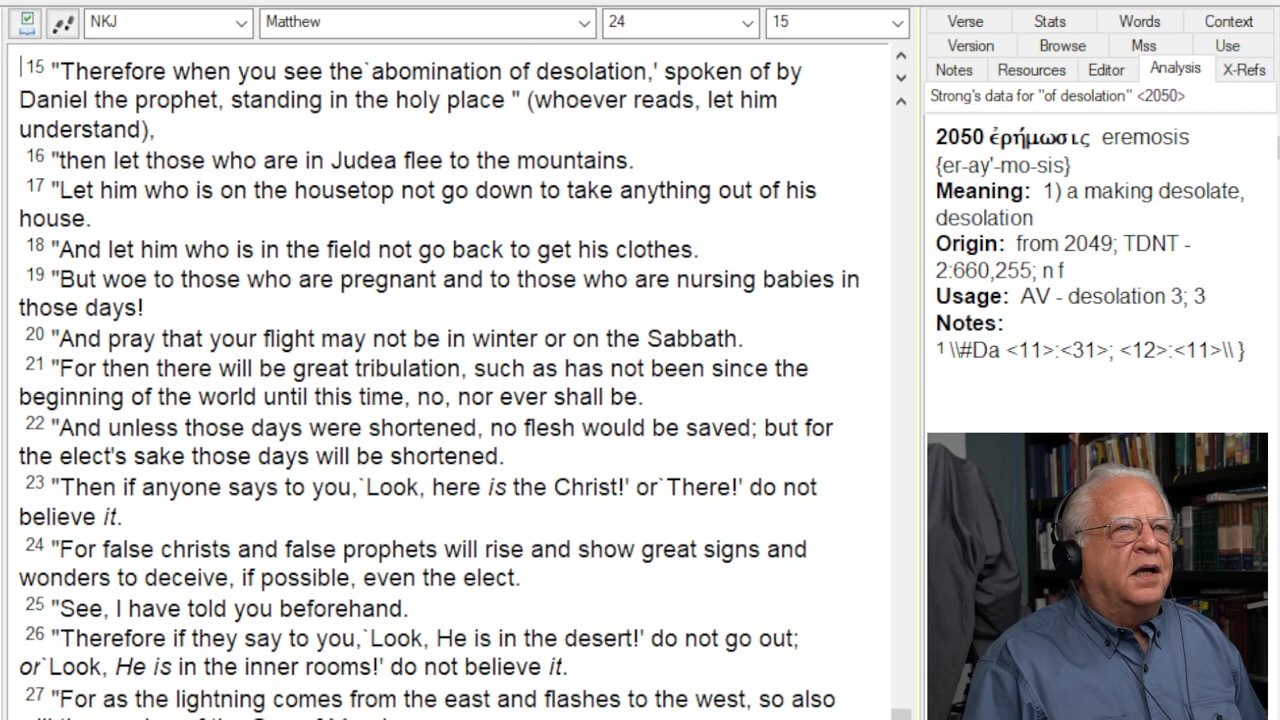 NKJ Matthew 24 15
15 "Therefore when you see the`abomination of desolation,' spoken of by
Daniel the prophet, standing in the holy place " (whoever reads, let him
understand),
16 "then let those who are in Judea flee to the mountains.
17 "Let him who is on the housetop not go down to take anything out of his
house.
18 "And let him who is in the field not go back to get his clothes.
19 "But woe to those who are pregnant and to those who are nursing babies in
those days!
20 "And pray that your flight may not be in winter or on the Sabbath.
21 "For then there will be great tribulation, such as has not been since the
beginning of the world until this time, no, nor ever shall be.
22 "And unless those days were shortened, no flesh would be saved; but for
the elect's sake those days will be shortened.
23 "Then if anyone says to you,`Look, here is the Christ!' or`There!' do not
believe it.
24 "For false christs and false prophets will rise and show great signs and
wonders to deceive, if possible, even the elect.
25 "See, I have told you beforehand.
26 "Therefore if they say to you,`Look, He is in the desert!' do not go out;
or`Look, He is in the inner rooms!' do not believe it.
27 "For as the lightning comes from the east and flashes to the west, so also
Verse Stats Words Context
Version Browse Mss Use
Notes Resources Editor Analysis X-Refs
Strong's data for "of desolation" <2050>
2050 ἐρήμωσις eremosis
{er-ay'-mo-sis}
Meaning: 1) a making desolate,
desolation
Origin: from 2049; TDNT -
2:660,255; n f
Usage: AV - desolation 3; 3
Notes:
1 \\#Da <11>:<31>; <12>:<11>\\ }